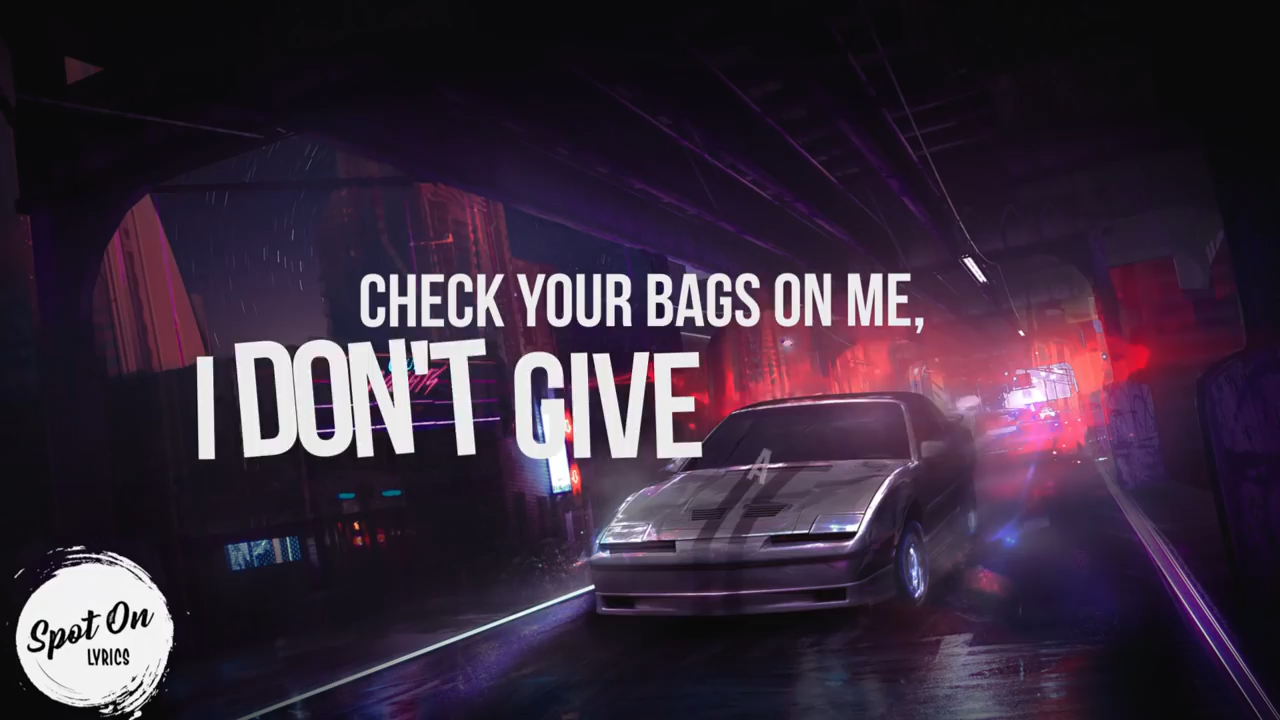 CHECK YOUR BAGS ON ME,
I DON'T GIVE
A
Spot On
LYRICS